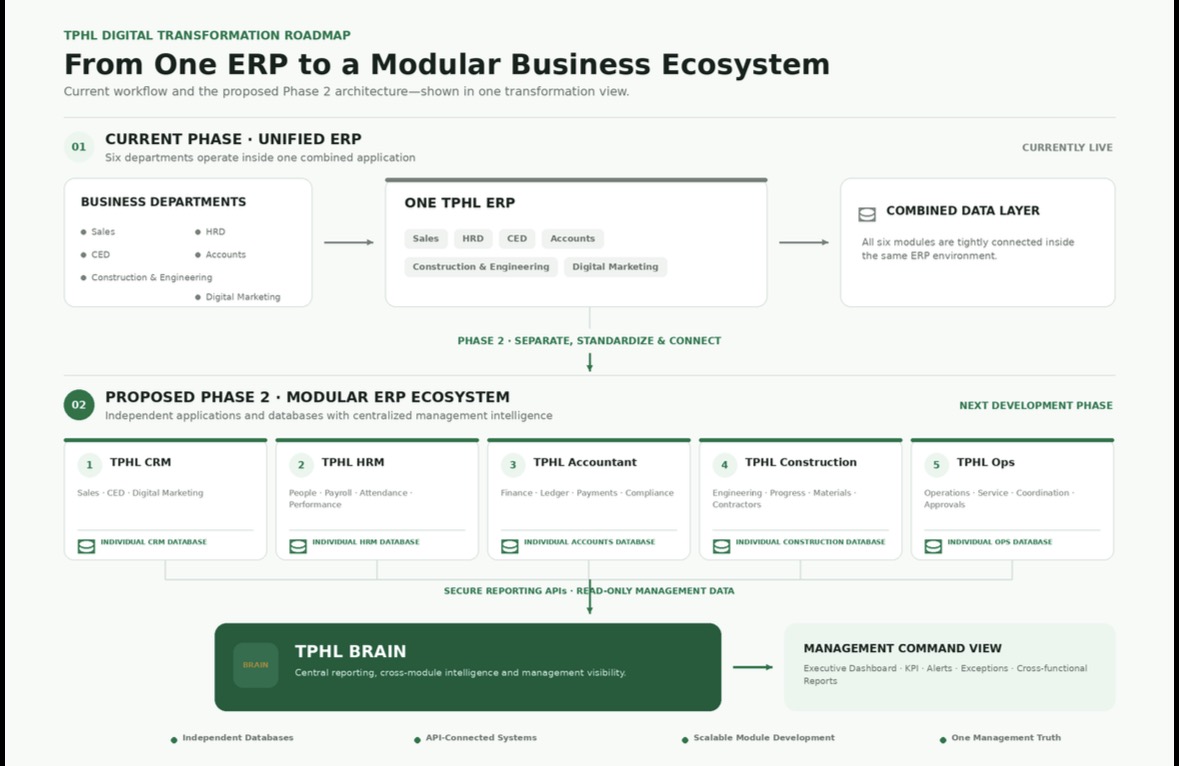 TPHL DIGITAL TRANSFORMATION ROADMAP
From One ERP to a Modular Business Ecosystem
Current workflow and the proposed Phase 2 architecture—shown in one transformation view.
01
CURRENT PHASE · UNIFIED ERP
Six departments operate inside one combined application
CURRENTLY LIVE
BUSINESS DEPARTMENTS
Sales
HRD
CED
Accounts
Construction & Engineering
Digital Marketing
ONE TPHL ERP
Sales HRD CED Accounts
Construction & Engineering Digital Marketing
COMBINED DATA LAYER
All six modules are tightly connected inside
the same ERP environment.
PHASE 2 · SEPARATE, STANDARDIZE & CONNECT
02
PROPOSED PHASE 2 · MODULAR ERP ECOSYSTEM
Independent applications and databases with centralized management intelligence
NEXT DEVELOPMENT PHASE
1 TPHL CRM
Sales · CED · Digital Marketing
INDIVIDUAL CRM DATABASE
2 TPHL HRM
People · Payroll · Attendance ·
Performance
INDIVIDUAL HRM DATABASE
3 TPHL Accountant
Finance · Ledger · Payments · Compliance
INDIVIDUAL ACCOUNTS DATABASE
4 TPHL Construction
Engineering · Progress · Materials ·
Contractors
INDIVIDUAL CONSTRUCTION DATABASE
5 TPHL Ops
Operations · Service · Coordination ·
Approvals
INDIVIDUAL OPS DATABASE
SECURE REPORTING APIs · READ-ONLY MANAGEMENT DATA
BRAIN
TPHL BRAIN
Central reporting, cross-module intelligence and management visibility.
MANAGEMENT COMMAND VIEW
Executive Dashboard · KPI · Alerts · Exceptions · Cross-functional
Reports
Independent Databases
API-Connected Systems
Scalable Module Development
One Management Truth